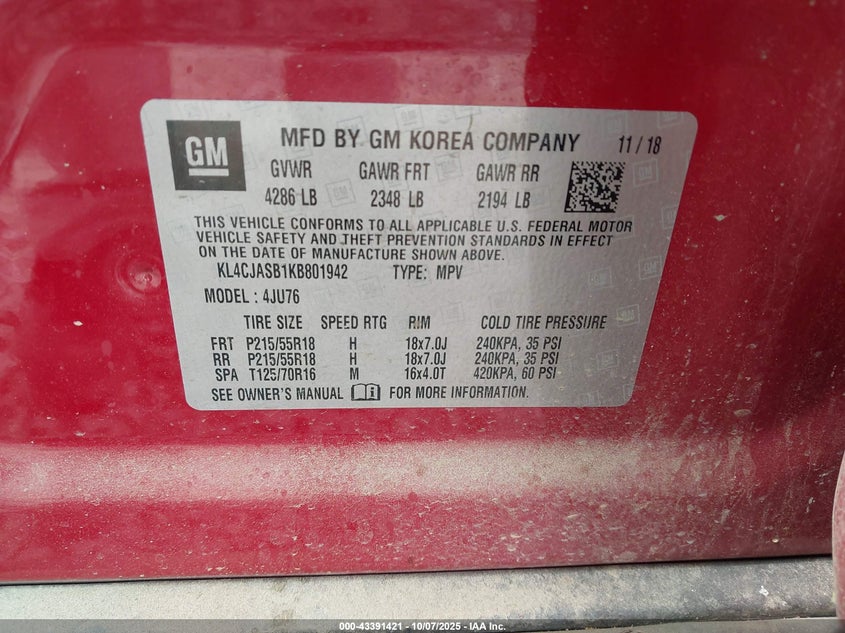 GM MFD BY GM KOREA COMPANY 11 / 18
GVWR GAWR FRT GAWR RR
4286 LB 2348 LB 2194 LB
THIS VEHICLE CONFORMS TO ALL APPLICABLE U.S. FEDERAL MOTOR
VEHICLE SAFETY AND THEFT PREVENTION STANDARDS IN EFFECT
ON THE DATE OF MANUFACTURE SHOWN ABOVE.
KL4CJASB1KB801942 TYPE: MPV
MODEL : 4JU76
TIRE SIZE SPEED RTG RIM COLD TIRE PRESSURE
FRT P215/55R18 H 18x7.0J 240KPA, 35 PSI
RR P215/55R18 H 18x7.0J 240KPA, 35 PSI
SPA T125/70R16 M 16x4.0T 420KPA, 60 PSI
SEE OWNER'S MANUAL FOR MORE INFORMATION.
000-43391421 - 10/07/2025 - IAA Inc.